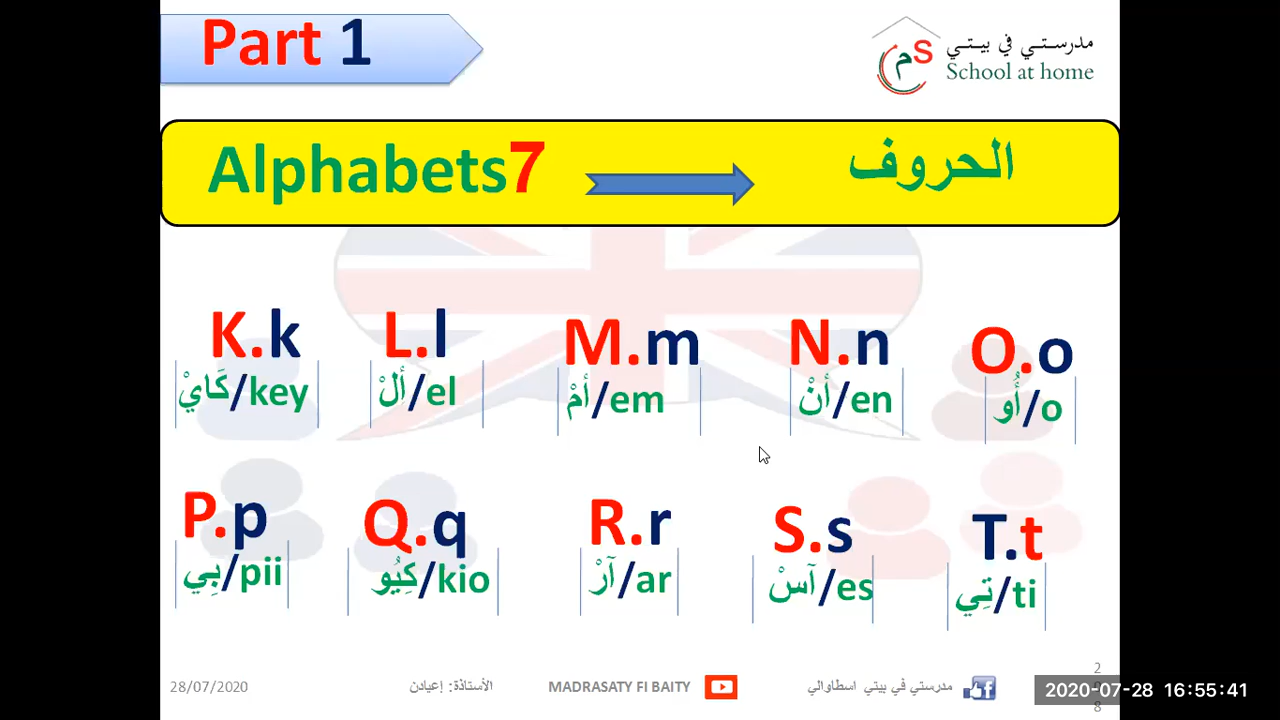 Part 1
مدرستي في بيتي
School at home
Alphabets7
الحروف
K.k L.l M.m N.n O.o
كَايْ/key أَلْ/el أمْ/em أنْ/en أُو/o
P.p Q.q R.r S.s T.t
بِي/pii كِيُو/kio آرْ/ar آسْ/es تِي/ti
28/07/2020
الأستاذة: إعيادن
MADRASATY FI BAITY
مدرستي في بيتي اسطاوالي
2020-07-28 16:55:41